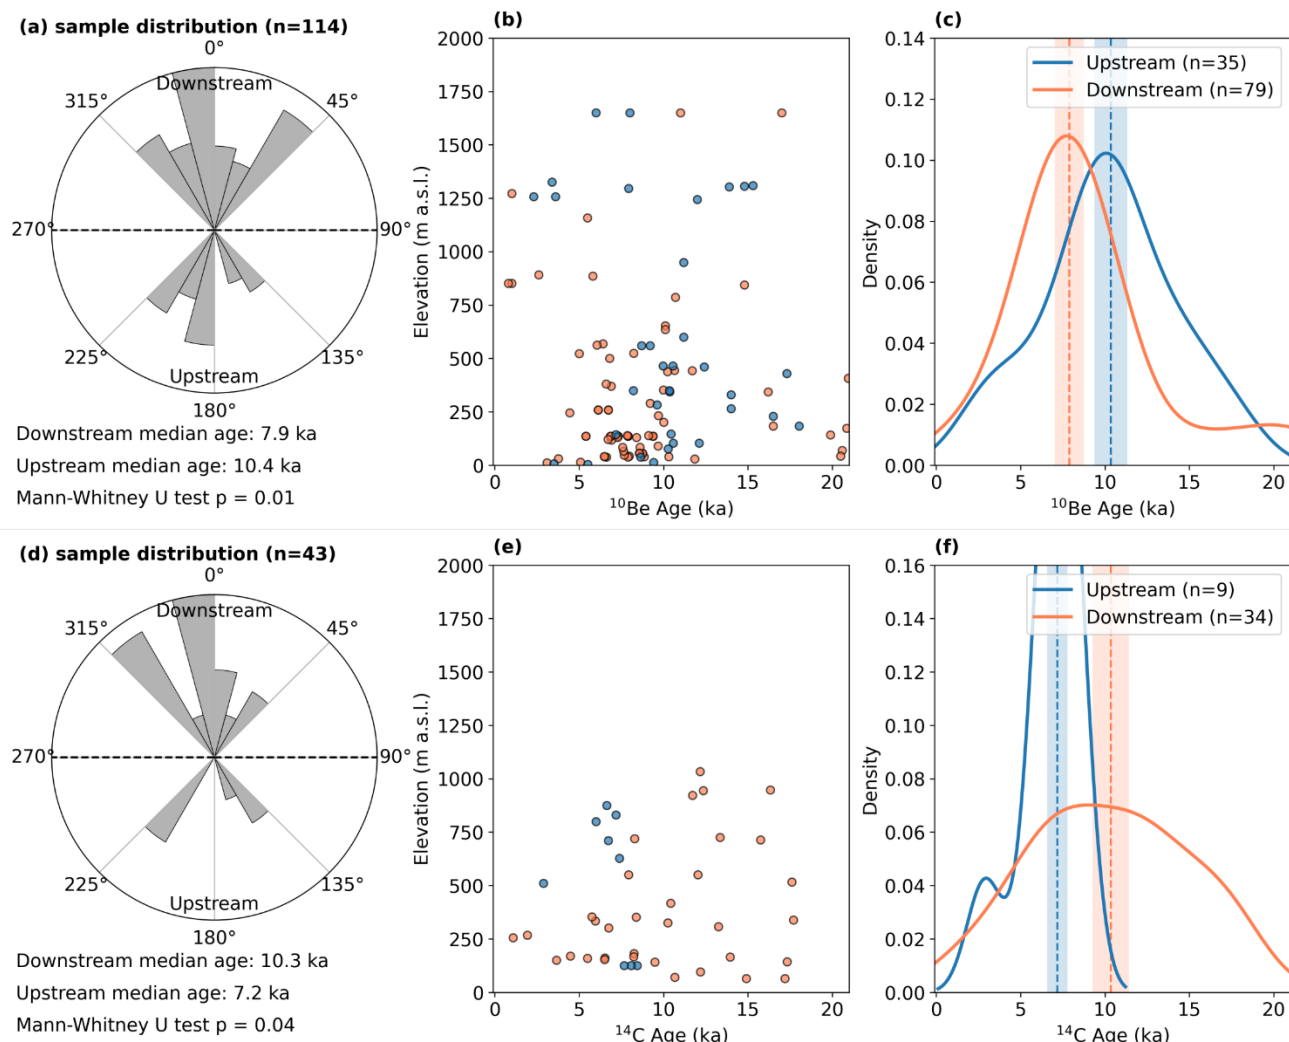 (a) sample distribution (n=114)
0°
Downstream
315°
45°
270°
90°
225°
135°
Upstream
180°
Downstream median age: 7.9 ka
Upstream median age: 10.4 ka
Mann-Whitney U test p = 0.01
(b)
2000
1750
1500
1250
1000
750
500
250
0
Elevation (m a.s.l.)
0 5 10 15 20
¹⁰Be Age (ka)
(c)
0.14
0.12
0.10
0.08
0.06
0.04
0.02
0.00
Density
Upstream (n=35)
Downstream (n=79)
0 5 10 15 20
¹⁰Be Age (ka)
(d) sample distribution (n=43)
0°
Downstream
315°
45°
270°
90°
225°
135°
Upstream
180°
Downstream median age: 10.3 ka
Upstream median age: 7.2 ka
Mann-Whitney U test p = 0.04
(e)
2000
1750
1500
1250
1000
750
500
250
0
Elevation (m a.s.l.)
0 5 10 15 20
¹⁴C Age (ka)
(f)
0.16
0.14
0.12
0.10
0.08
0.06
0.04
0.02
0.00
Density
Upstream (n=9)
Downstream (n=34)
0 5 10 15 20
¹⁴C Age (ka)